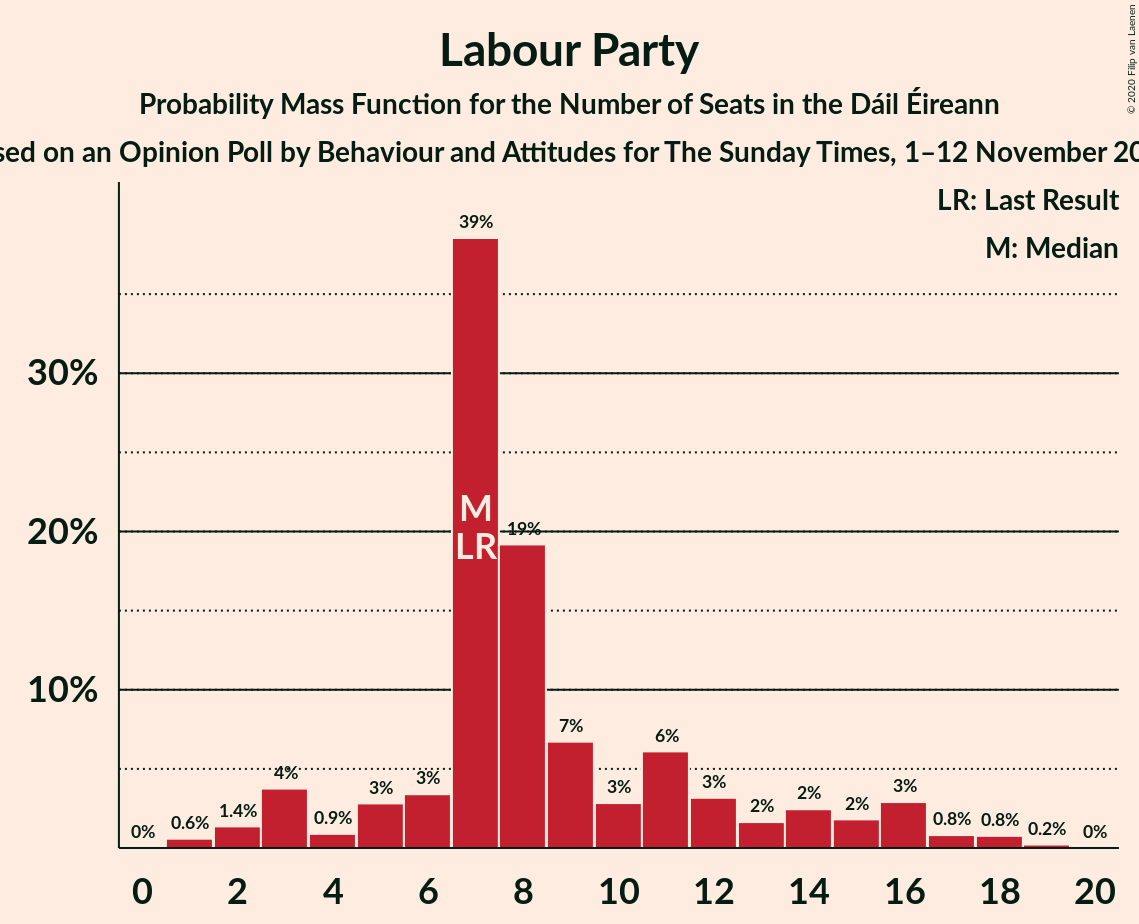 Labour Party
Probability Mass Function for the Number of Seats in the Dáil Éireann
on an Opinion Poll by Behaviour and Attitudes for The Sunday Times, 1–12 November
LR: Last Result
M: Median
39%
30%
M
20%
19%
LR
10%
7%
6%
4%
3%
3%
3%
3%
3%
2%
2%
2%
1.4%
0.9%
0.8%
0.8%
0.6%
0.2%
0%
0%
0 2 4 6 8 10 12 14 16 18 20
© 2020 Filip van Laenen